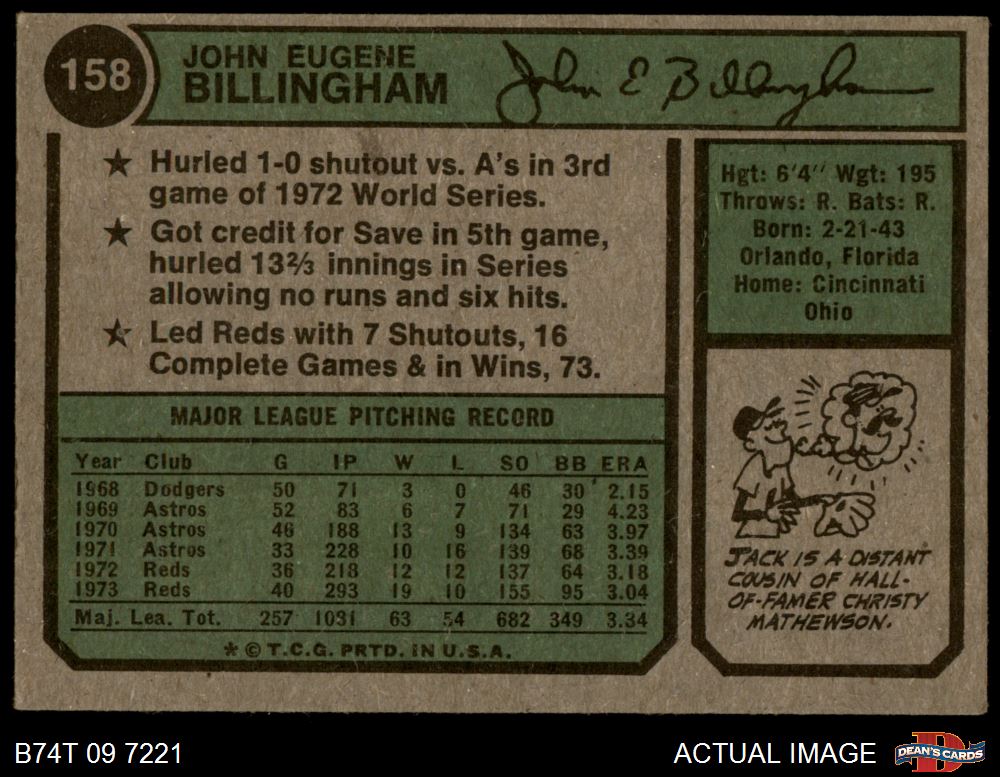 158
JOHN EUGENE
BILLINGHAM
John E Billingham
★ Hurled 1-0 shutout vs. A's in 3rd
game of 1972 World Series.
★ Got credit for Save in 5th game,
hurled 13⅔ innings in Series
allowing no runs and six hits.
★ Led Reds with 7 Shutouts, 16
Complete Games & in Wins, 73.
Hgt: 6'4'' Wgt: 195
Throws: R. Bats: R.
Born: 2-21-43
Orlando, Florida
Home: Cincinnati
Ohio
MAJOR LEAGUE PITCHING RECORD
Year Club G IP W L SO BB ERA
1968 Dodgers 50 71 3 0 46 30 2.15
1969 Astros 52 83 6 7 71 29 4.23
1970 Astros 46 188 13 9 134 63 3.97
1971 Astros 33 228 10 16 139 68 3.39
1972 Reds 36 218 12 12 137 64 3.18
1973 Reds 40 293 19 10 155 95 3.04
Maj. Lea. Tot. 257 1031 63 54 682 349 3.34
* © T.C.G. PRTD. IN U.S.A.
JACK IS A DISTANT
COUSIN OF HALL-
OF-FAMER CHRISTY
MATHEWSON.
B74T 09 7221
ACTUAL IMAGE
D
DEAN'S CARDS